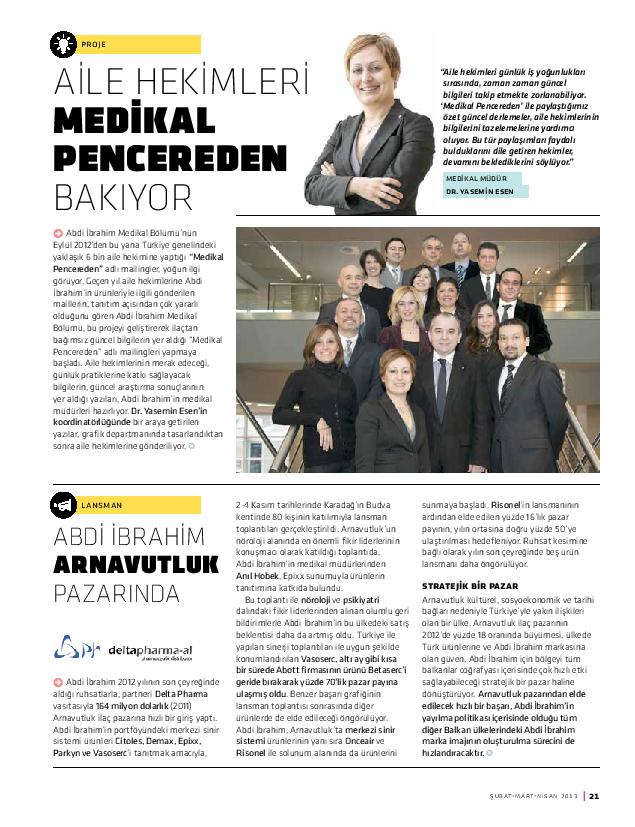 PROJE
AİLE HEKİMLERİ
MEDİKAL
PENCEREDEN
BAKIYOR
"Aile hekimleri günlük iş yoğunlukları
sırasında, zaman zaman güncel
bilgileri takip etmekte zorlanabiliyor.
'Medikal Pencereden' ile paylaştığımız
özet güncel derlemeler, aile hekimlerinin
bilgilerini tazelemelerine yardımcı
oluyor. Bu tür paylaşımları faydalı
bulduklarını dile getiren hekimler,
devamını beklediklerini söylüyor."
MEDİKAL MÜDÜR
DR. YASEMİN ESEN
Abdi İbrahim Medikal Bölümü'nün
Eylül 2012'den bu yana Türkiye genelindeki
yaklaşık 6 bin aile hekimine yaptığı "Medikal
Pencereden" adlı mailingler, yoğun ilgi
görüyor. Geçen yıl aile hekimlerine Abdi
İbrahim'in ürünleriyle ilgili gönderilen
maillerin, tanıtım açısından çok yararlı
olduğunu gören Abdi İbrahim Medikal
Bölümü, bu projeyi geliştirerek ilaçtan
bağımsız güncel bilgilerin yer aldığı "Medikal
Pencereden" adlı mailingleri yapmaya
başladı. Aile hekimlerinin merak edeceği,
günlük pratiklerine katkı sağlayacak
bilgilerin, güncel araştırma sonuçlarının
yer aldığı yazıları, Abdi İbrahim'in medikal
müdürleri hazırlıyor. Dr. Yasemin Esen'in
koordinatörlüğünde bir araya getirilen
yazılar, grafik departmanında tasarlandıktan
sonra aile hekimlerine gönderiliyor.
LANSMAN
ABDİ İBRAHİM
ARNAVUTLUK
PAZARINDA
deltapharma-al
Abdi İbrahim 2012 yılının son çeyreğinde
aldığı ruhsatlarla, partneri Delta Pharma
vasıtasıyla 164 milyon dolarlık (2011)
Arnavutluk ilaç pazarına hızlı bir giriş yaptı.
Abdi İbrahim'in portföyündeki merkezi sinir
sistemi ürünleri Citoles, Demax, Epixx,
Parkyn ve Vasoserc'i tanıtmak amacıyla,
2-4 Kasım tarihlerinde Karadağ'ın Budva
kentinde 80 kişinin katılımıyla lansman
toplantıları gerçekleştirildi. Arnavutluk'un
nöroloji alanında en önemli fikir liderlerinin
konuşmacı olarak katıldığı toplantıda,
Abdi İbrahim'in medikal müdürlerinden
Anıl Hobek, Epixx sunumuyla ürünlerin
tanıtımına katkıda bulundu.
Bu toplantı ile nöroloji ve psikiyatri
dalındaki fikir liderlerinden alınan olumlu geri
bildirimlerle Abdi İbrahim'in bu ülkedeki satış
beklentisi daha da artmış oldu. Türkiye ile
yapılan sinerji toplantıları ile uygun şekilde
konumlandırılan Vasoserc, altı ay gibi kısa
bir sürede Abott firmasının ürünü Betaserc'i
geride bırakarak yüzde 70'lik pazar payına
ulaşmış oldu. Benzer başarı grafiğinin
lansman toplantısı sonrasında diğer
ürünlerde de elde edileceği öngörülüyor.
Abdi İbrahim, Arnavutluk'ta merkezi sinir
sistemi ürünlerinin yanı sıra Onceair ve
Risonel ile solunum alanında da ürünlerini
sunmaya başladı. Risonel'in lansmanının
ardından elde edilen yüzde 16'lık pazar
payının, yılın ortasına doğru yüzde 50'ye
ulaştırılması hedefleniyor. Ruhsat kesimine
bağlı olarak yılın son çeyreğinde beş ürün
lansmanı daha öngörülüyor.
STRATEJİK BİR PAZAR
Arnavutluk kültürel, sosyoekonomik ve tarihi
bağları nedeniyle Türkiye'yle yakın ilişkileri
olan bir ülke. Arnavutluk ilaç pazarının
2012'de yüzde 18 oranında büyümesi, ülkede
Türk ürünlerine ve Abdi İbrahim markasına
olan güven, Abdi İbrahim için bölgeyi tüm
balkanlar coğrafyası içerisinde çok hızlı etki
sağlayabileceği stratejik bir pazar haline
dönüştürüyor. Arnavutluk pazarından elde
edilecek hızlı bir başarı, Abdi İbrahim'in
yayılma politikası içerisinde olduğu tüm
diğer Balkan ülkelerindeki Abdi İbrahim
marka imajının oluşturulma sürecini de
hızlandıracaktır.
ŞUBAT-MART-NİSAN 2013 | 21